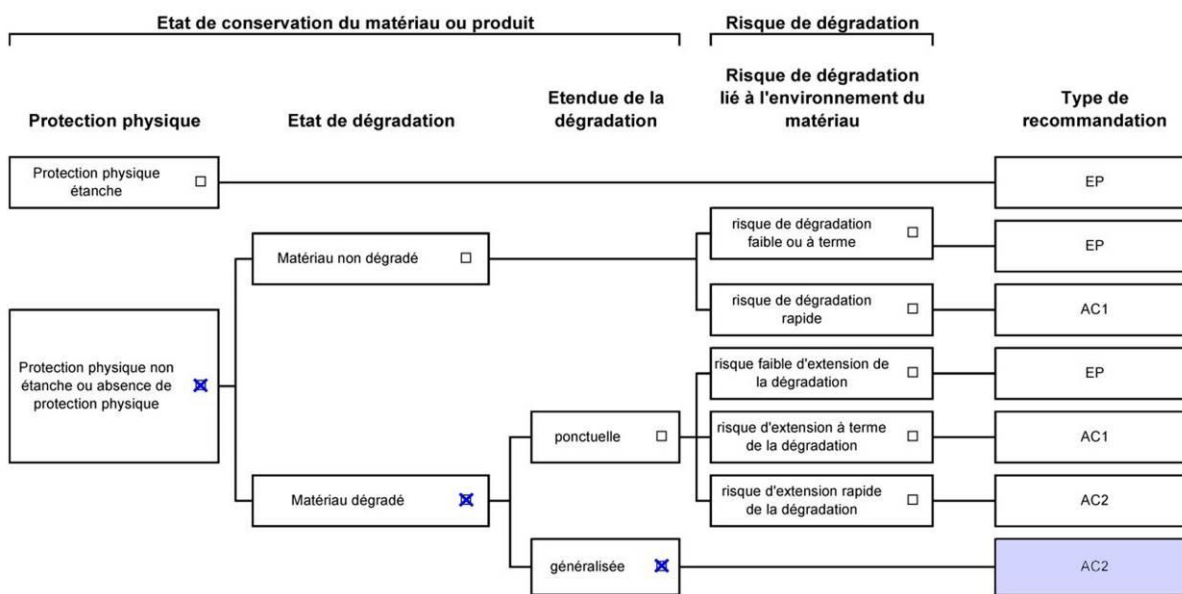 Etat de conservation du matériau ou produit
Risque de dégradation
Protection physique
Etat de dégradation
Etendue de la
dégradation
Risque de dégradation
lié à l'environnement du
matériau
Type de
recommandation
Protection physique
étanche
EP
risque de dégradation
faible ou à terme
EP
Matériau non dégradé
risque de dégradation
rapide
AC1
Protection physique non
étanche ou absence de
protection physique
risque faible d'extension de
la dégradation
EP
ponctuelle
risque d'extension à terme
de la dégradation
AC1
Matériau dégradé
risque d'extension rapide
de la dégradation
AC2
généralisée
AC2